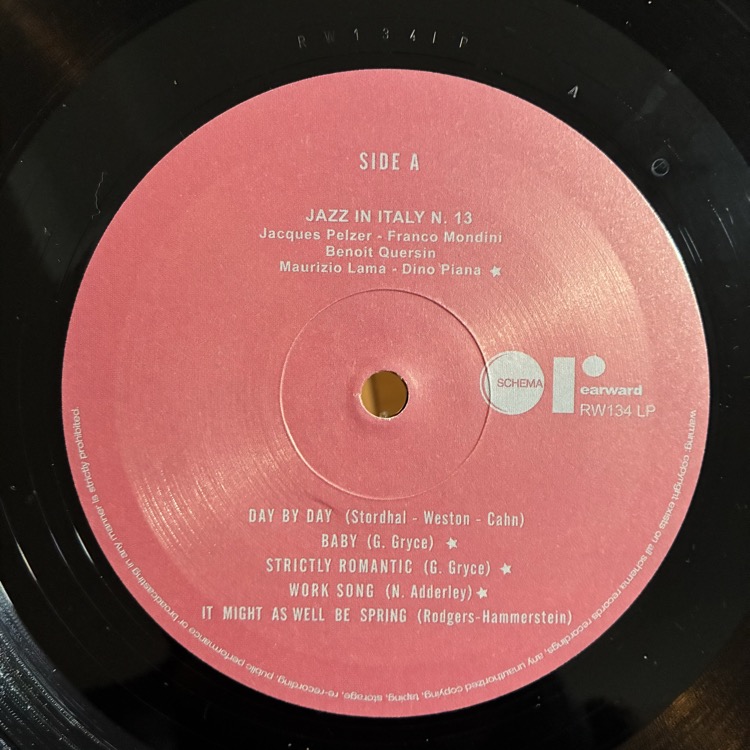 RW134LP
A
SIDE A
JAZZ IN ITALY N. 13
Jacques Pelzer - Franco Mondini
Benoit Quersin
Maurizio Lama - Dino Piana ★
SCHEMA
earward
RW134 LP
DAY BY DAY (Stordhal - Weston - Cahn)
BABY (G. Gryce) ★
STRICTLY ROMANTIC (G. Gryce) ★
WORK SONG (N. Adderley) ★
IT MIGHT AS WELL BE SPRING (Rodgers-Hammerstein)
warning. copyright exists on all schema records recordings, any unauthorized copying, taping, storage, re-recording, public performance or broadcasting in any manner is strictly prohibited.